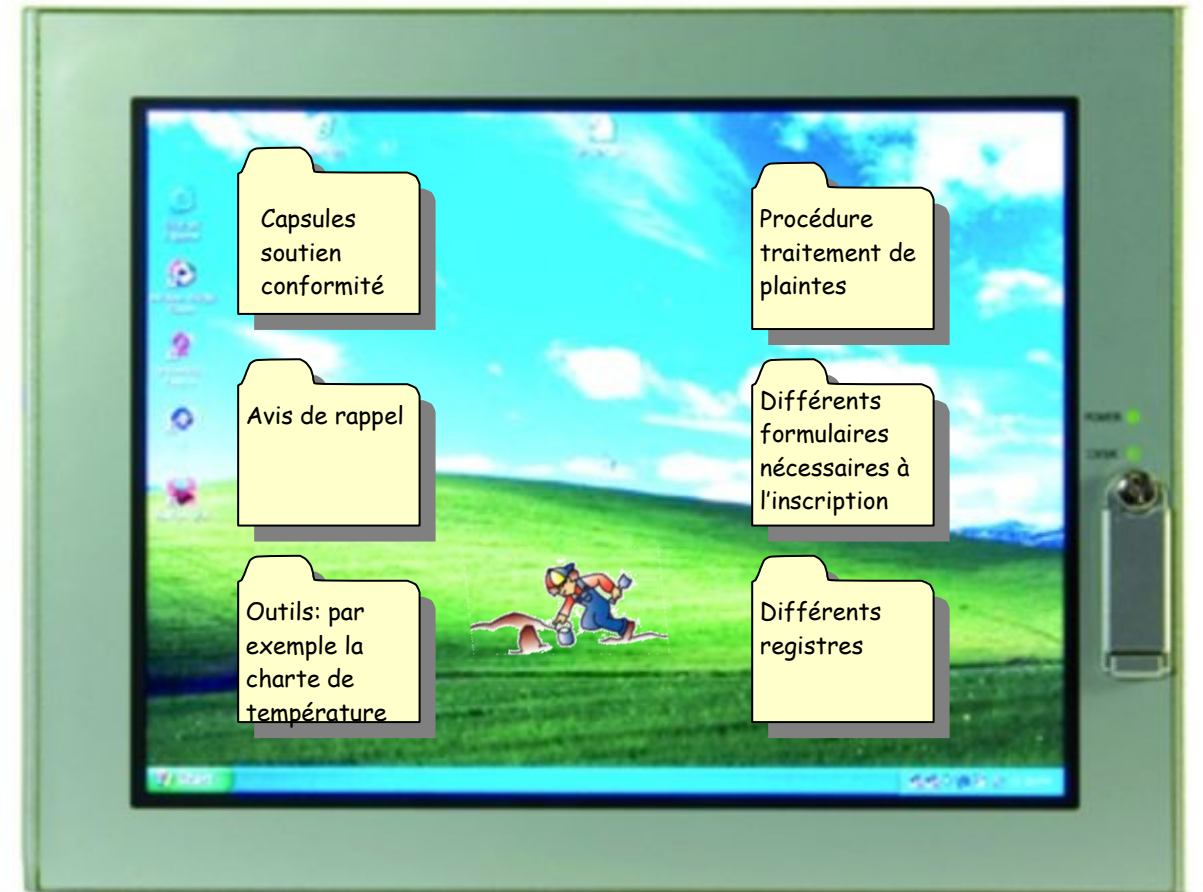 Capsules
soutien
conformité
Procédure
traitement de
plaintes
Avis de rappel
Différents
formulaires
nécessaires à
l'inscription
Outils: par
exemple la
charte de
température
Différents
registres
POWER